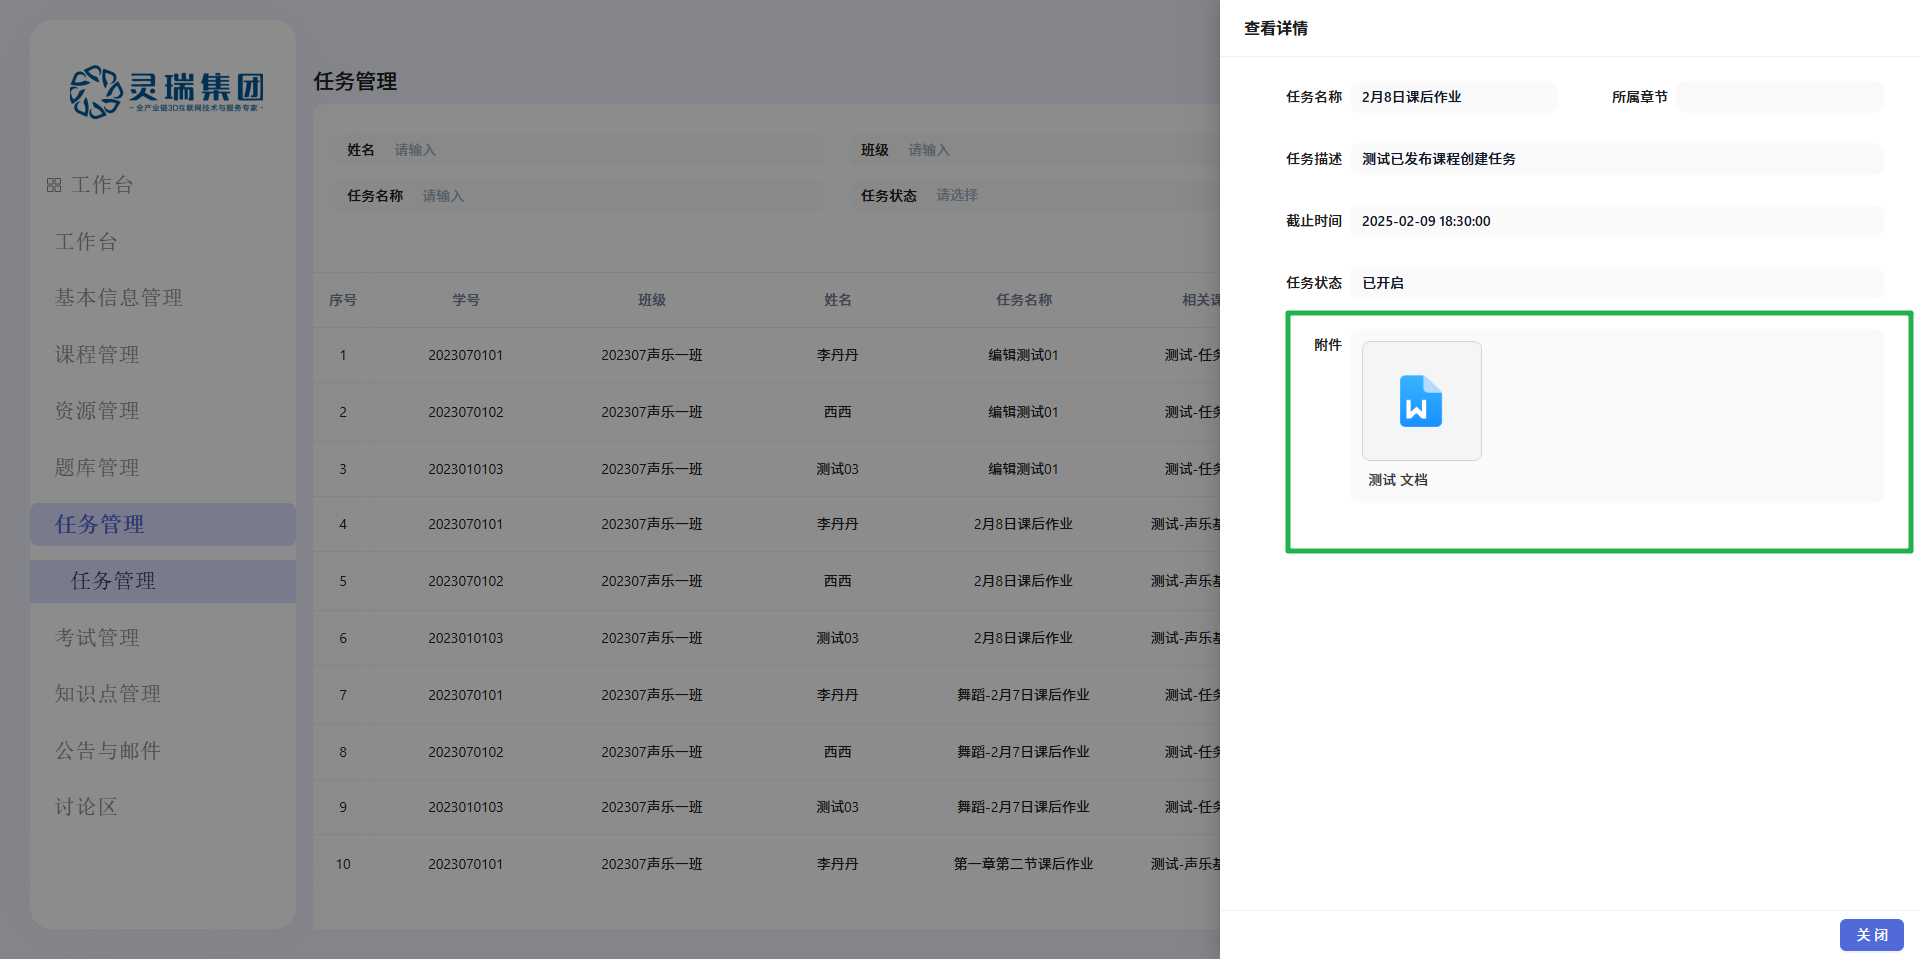 灵瑞集团
- 全产业链3D互联网技术与服务专家 -
工作台
工作台
基本信息管理
课程管理
资源管理
题库管理
任务管理
任务管理
考试管理
知识点管理
公告与邮件
讨论区
任务管理
姓名 请输入 班级 请输入
任务名称 请输入 任务状态 请选择
序号 学号 班级 姓名 任务名称 相关课
1 2023070101 202307声乐一班 李丹丹 编辑测试01 测试-任务
2 2023070102 202307声乐一班 西西 编辑测试01 测试-任务
3 2023010103 202307声乐一班 测试03 编辑测试01 测试-任务
4 2023070101 202307声乐一班 李丹丹 2月8日课后作业 测试-声乐基
5 2023070102 202307声乐一班 西西 2月8日课后作业 测试-声乐基
6 2023010103 202307声乐一班 测试03 2月8日课后作业 测试-声乐基
7 2023070101 202307声乐一班 李丹丹 舞蹈-2月7日课后作业 测试-任务
8 2023070102 202307声乐一班 西西 舞蹈-2月7日课后作业 测试-任务
9 2023010103 202307声乐一班 测试03 舞蹈-2月7日课后作业 测试-任务
10 2023070101 202307声乐一班 李丹丹 第一章第二节课后作业 测试-声乐基
查看详情
任务名称 2月8日课后作业 所属章节
任务描述 测试已发布课程创建任务
截止时间 2025-02-09 18:30:00
任务状态 已开启
附件
W
测试 文档
关 闭